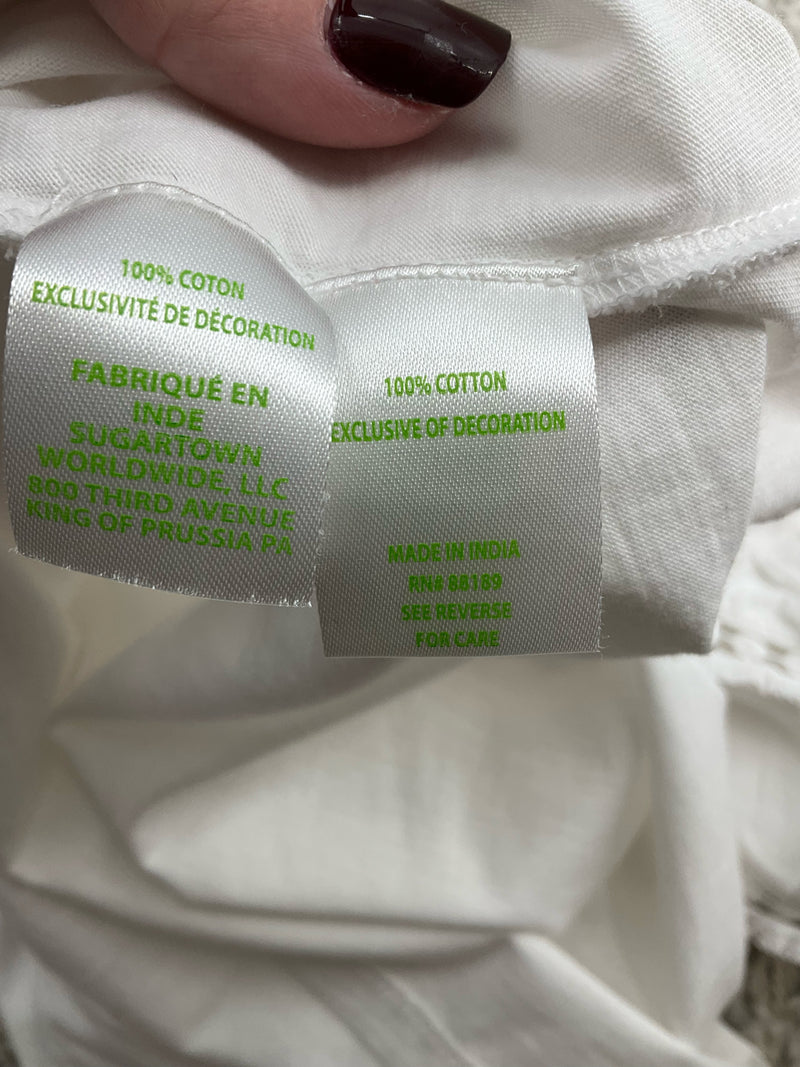 100% COTON
EXCLUSIVITÉ DE DÉCORATION
FABRIQUÉ EN
INDE
SUGARTOWN
WORLDWIDE, LLC
800 THIRD AVENUE
KING OF PRUSSIA PA
100% COTTON
EXCLUSIVE OF DECORATION
MADE IN INDIA
RN# 88189
SEE REVERSE
FOR CARE